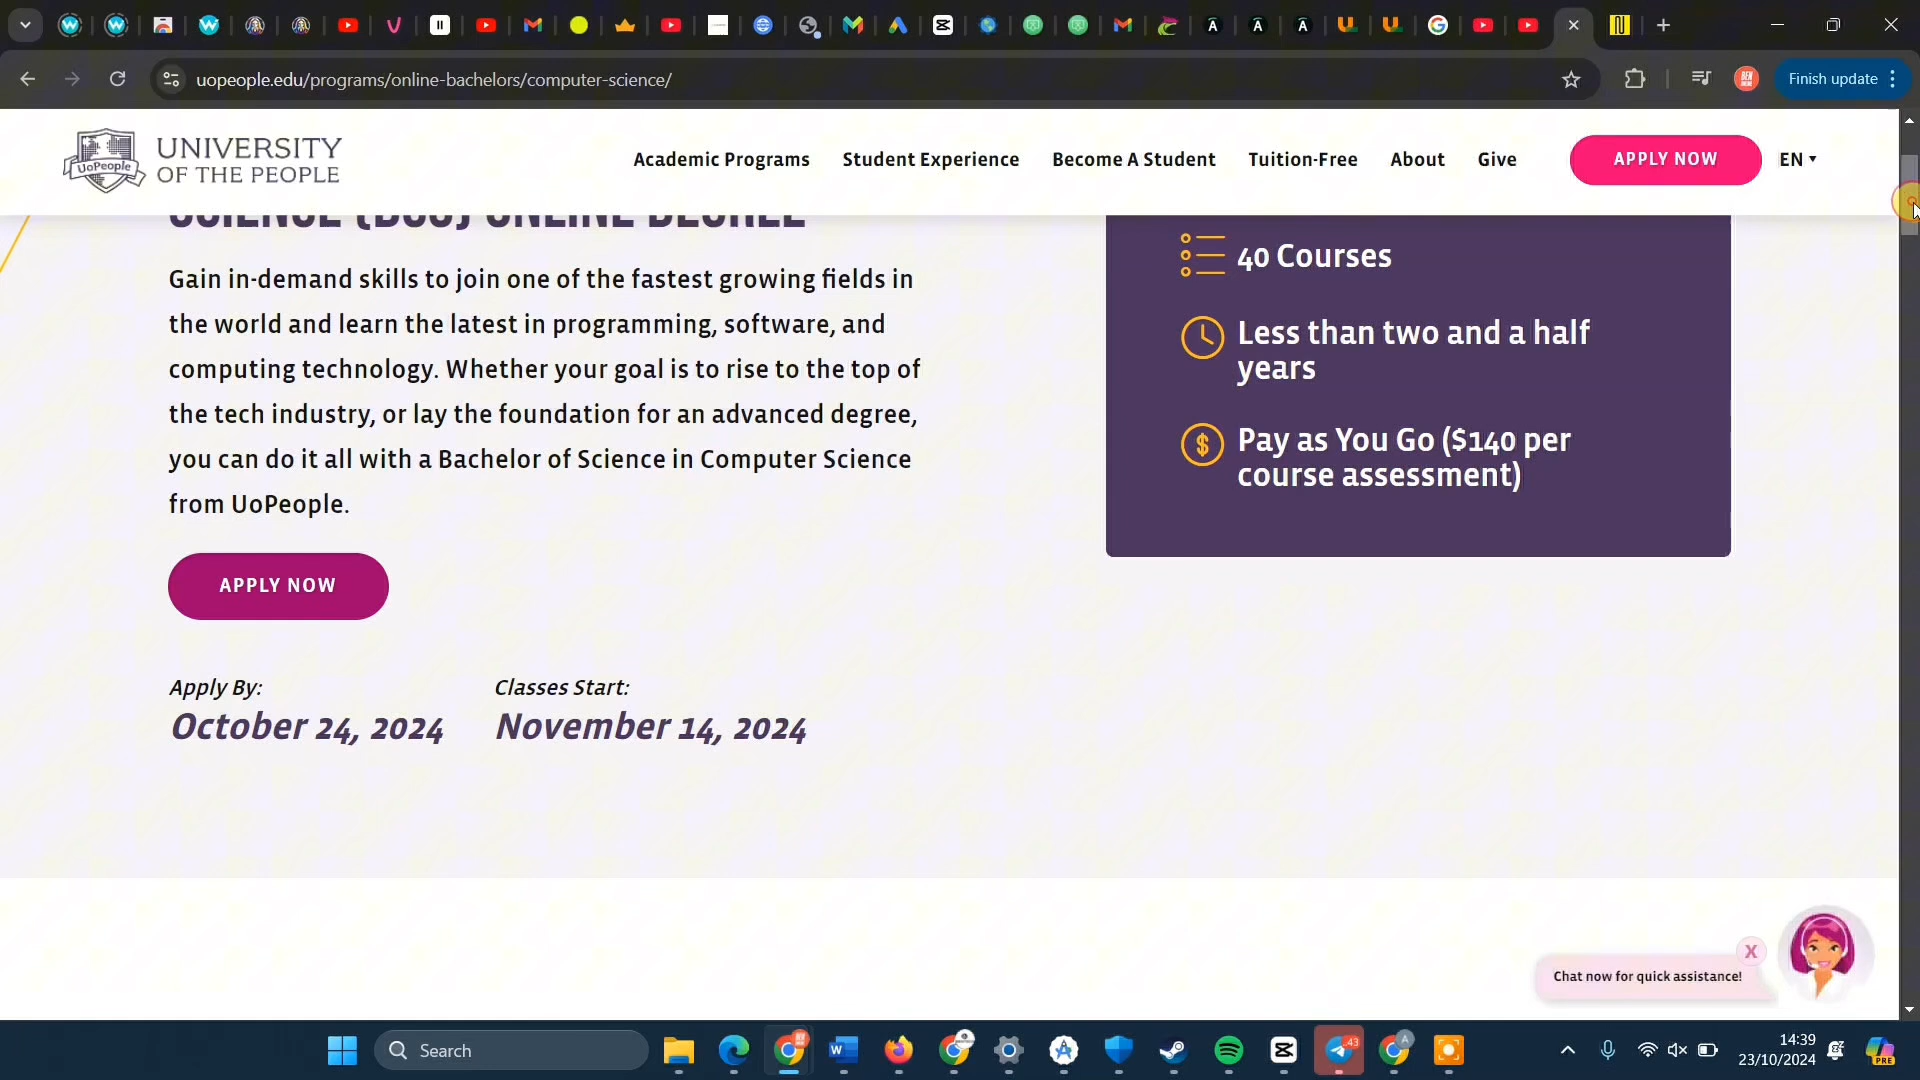 uopeople.edu/programs/online-bachelors/computer-science/
Finish update
UoPeople
UNIVERSITY
OF THE PEOPLE
Academic Programs
Student Experience
Become A Student
Tuition-Free
About
Give
APPLY NOW
EN
SCIENCE (BCS) ONLINE DEGREE
Gain in-demand skills to join one of the fastest growing fields in
the world and learn the latest in programming, software, and
computing technology. Whether your goal is to rise to the top of
the tech industry, or lay the foundation for an advanced degree,
you can do it all with a Bachelor of Science in Computer Science
from UoPeople.
APPLY NOW
Apply By:
October 24, 2024
Classes Start:
November 14, 2024
40 Courses
Less than two and a half
years
Pay as You Go ($140 per
course assessment)
X
Chat now for quick assistance!
Search
43
14:39
23/10/2024
PRE